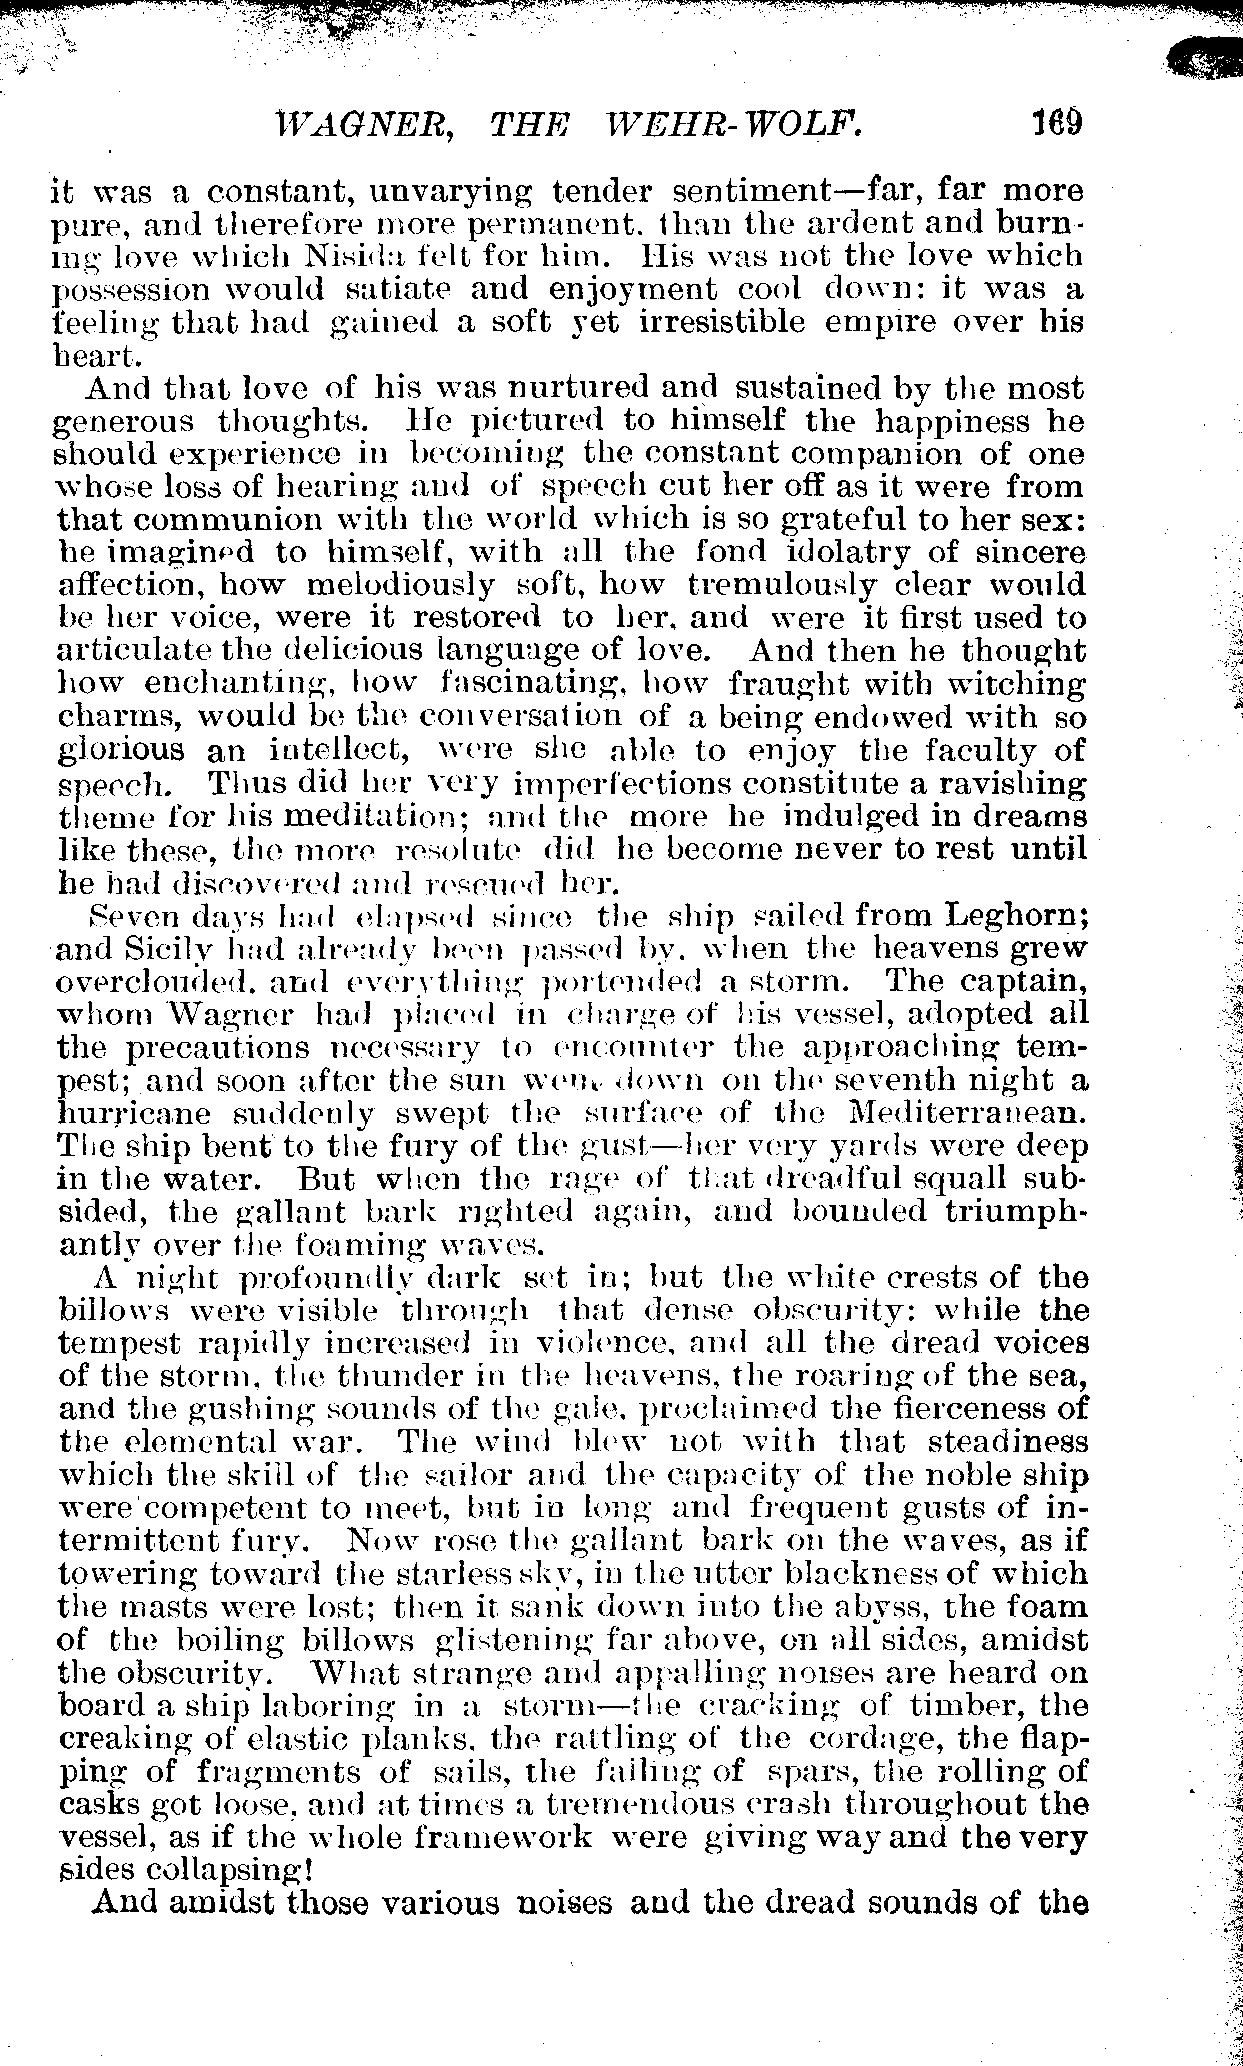 WAGNER, THE WEHR-WOLF. 169
it was a constant, unvarying tender sentiment—far, far more
pure, and therefore more permanent, than the ardent and burn-
ing love which Nisida felt for him. His was not the love which
possession would satiate and enjoyment cool down: it was a
feeling that had gained a soft yet irresistible empire over his
heart.
And that love of his was nurtured and sustained by the most
generous thoughts. He pictured to himself the happiness he
should experience in becoming the constant companion of one
whose loss of hearing and of speech cut her off as it were from
that communion with the world which is so grateful to her sex:
he imagined to himself, with all the fond idolatry of sincere
affection, how melodiously soft, how tremulously clear would
be her voice, were it restored to her, and were it first used to
articulate the delicious language of love. And then he thought
how enchanting, how fascinating, how fraught with witching
charms, would be the conversation of a being endowed with so
glorious an intellect, were she able to enjoy the faculty of
speech. Thus did her very imperfections constitute a ravishing
theme for his meditation; and the more he indulged in dreams
like these, the more resolute did he become never to rest until
he had discovered and rescued her.
Seven days had elapsed since the ship sailed from Leghorn;
and Sicily had already been passed by, when the heavens grew
overclouded, and everything portended a storm. The captain,
whom Wagner had placed in charge of his vessel, adopted all
the precautions necessary to encounter the approaching tem-
pest; and soon after the sun went down on the seventh night a
hurricane suddenly swept the surface of the Mediterranean.
The ship bent to the fury of the gust—her very yards were deep
in the water. But when the rage of that dreadful squall sub-
sided, the gallant bark righted again, and bounded triumph-
antly over the foaming waves.
A night profoundly dark set in; but the white crests of the
billows were visible through that dense obscurity: while the
tempest rapidly increased in violence, and all the dread voices
of the storm, the thunder in the heavens, the roaring of the sea,
and the gushing sounds of the gale, proclaimed the fierceness of
the elemental war. The wind blew not with that steadiness
which the skill of the sailor and the capacity of the noble ship
were competent to meet, but in long and frequent gusts of in-
termittent fury. Now rose the gallant bark on the waves, as if
towering toward the starless sky, in the utter blackness of which
the masts were lost; then it sank down into the abyss, the foam
of the boiling billows glistening far above, on all sides, amidst
the obscurity. What strange and appalling noises are heard on
board a ship laboring in a storm—the cracking of timber, the
creaking of elastic planks, the rattling of the cordage, the flap-
ping of fragments of sails, the falling of spars, the rolling of
casks got loose, and at times a tremendous crash throughout the
vessel, as if the whole framework were giving way and the very
sides collapsing!
And amidst those various noises and the dread sounds of the